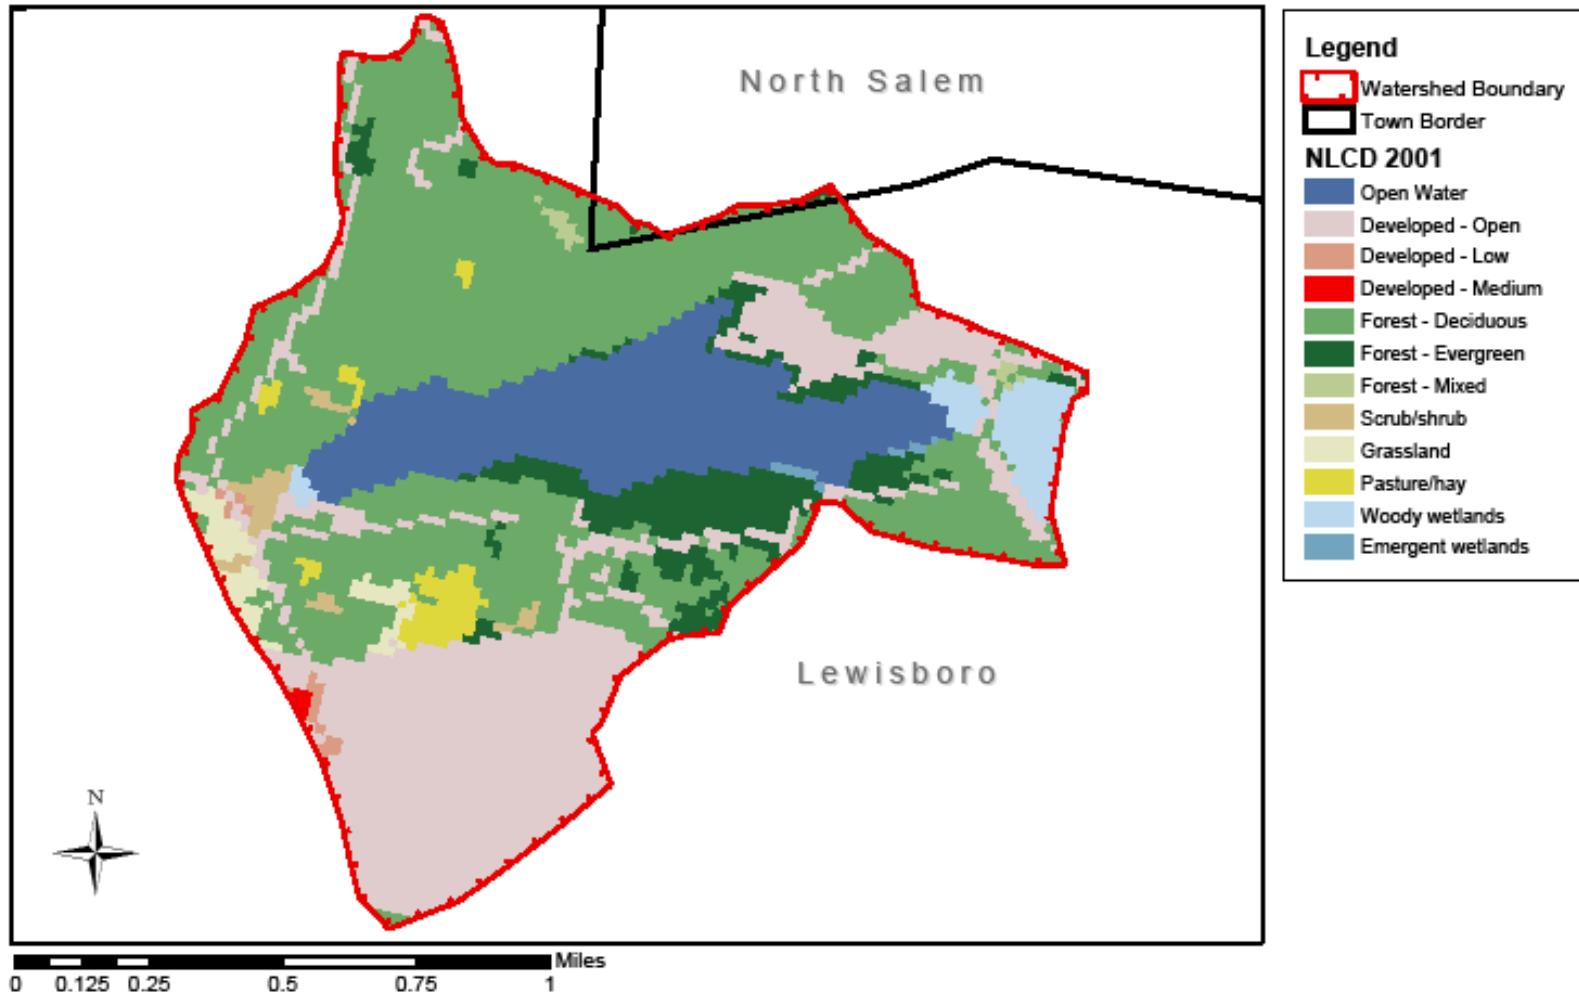 North Salem
Lewisboro
N
Miles
0 0.125 0.25 0.5 0.75 1
Legend
Watershed Boundary
Town Border
NLCD 2001
Open Water
Developed - Open
Developed - Low
Developed - Medium
Forest - Deciduous
Forest - Evergreen
Forest - Mixed
Scrub/shrub
Grassland
Pasture/hay
Woody wetlands
Emergent wetlands